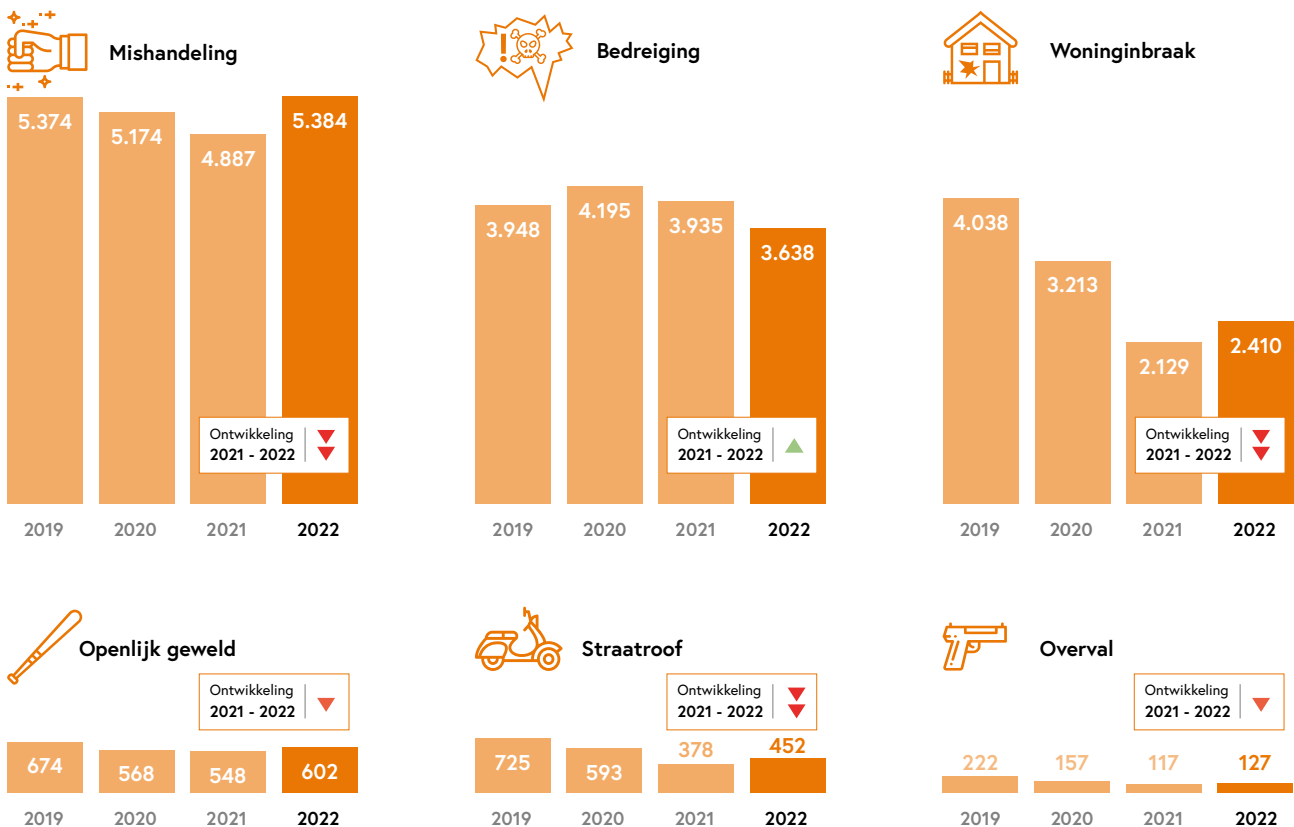 Mishandeling
5.374
5.174
4.887
5.384
Ontwikkeling
2021 - 2022
2019 2020 2021 2022
Bedreiging
3.948
4.195
3.935
3.638
Ontwikkeling
2021 - 2022
2019 2020 2021 2022
Woninginbraak
4.038
3.213
2.129
2.410
Ontwikkeling
2021 - 2022
2019 2020 2021 2022
Openlijk geweld
Ontwikkeling
2021 - 2022
674 568 548 602
2019 2020 2021 2022
Straatroof
Ontwikkeling
2021 - 2022
725 593 378 452
2019 2020 2021 2022
Overval
Ontwikkeling
2021 - 2022
222 157 117 127
2019 2020 2021 2022